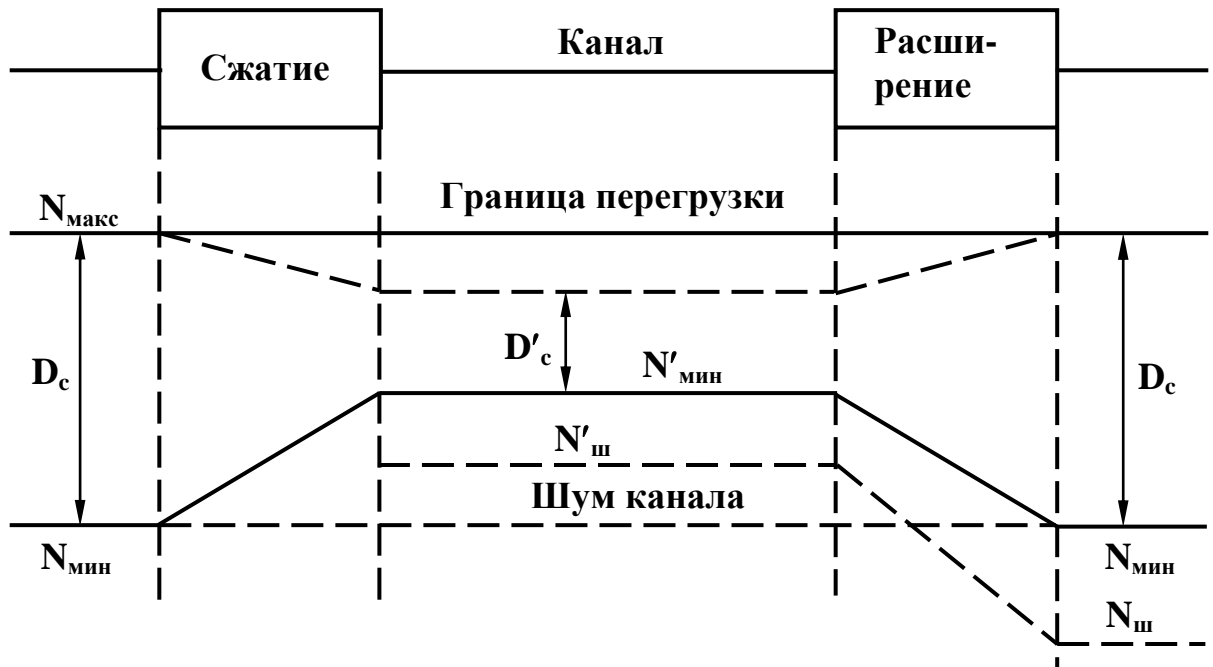 Сжатие
Канал
Расши-
рение
Граница перегрузки
Nмакс
Dс
D′с
N′мин
Dс
N′ш
Шум канала
Nмин
Nмин
Nш